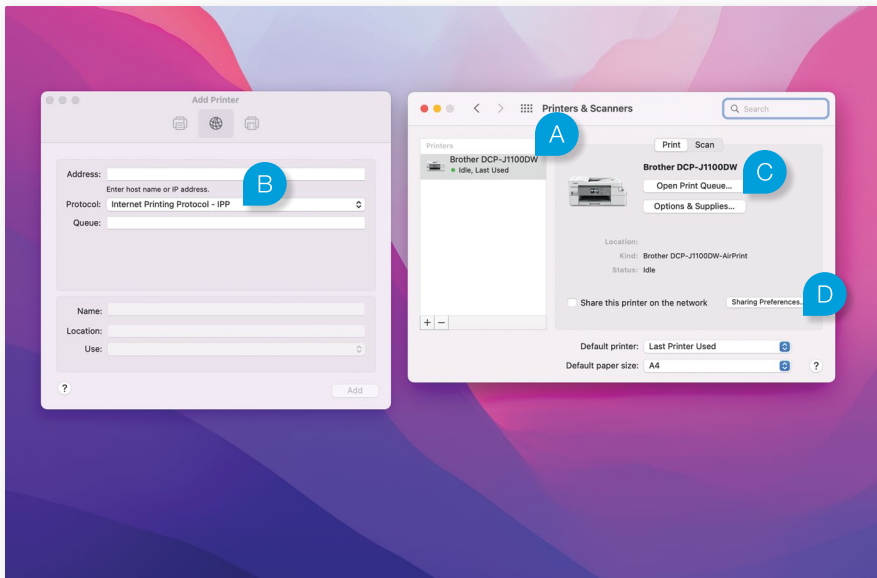 Add Printer
Address:
Enter host name or IP address.
Protocol: Internet Printing Protocol - IPP
B
Queue:
Name:
Location:
Use:
?
Add
Printers & Scanners
Search
A
Printers
Brother DCP-J1100DW
Idle, Last Used
Print Scan
Brother DCP-J1100DW
C
Open Print Queue...
Options & Supplies...
Location:
Kind: Brother DCP-J1100DW-AirPrint
Status: Idle
Share this printer on the network
Sharing Preferences...
D
+ −
Default printer: Last Printer Used
Default paper size: A4
?